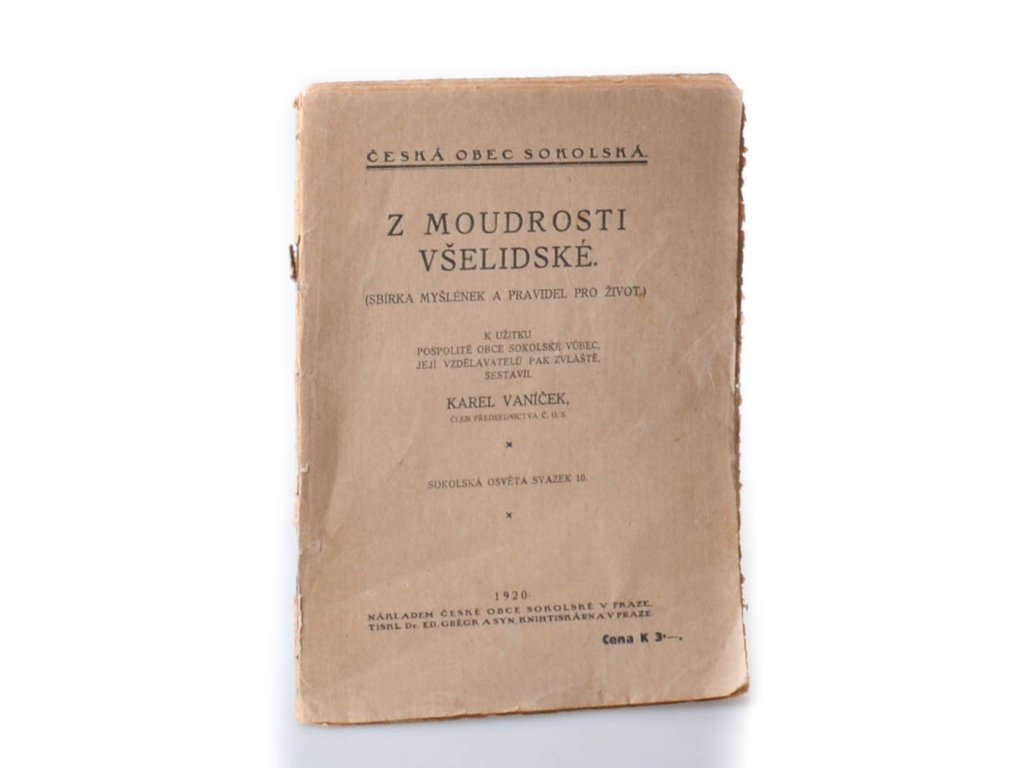 ČESKÁ OBEC SOKOLSKÁ.
Z MOUDROSTI
VŠELIDSKÉ.
(SBÍRKA MYŠLÉNEK A PRAVIDEL PRO ŽIVOT.)
K UŽITKU
POSPOLITÉ OBCE SOKOLSKÉ VŮBEC,
JEJÍ VZDĚLAVATELŮ PAK ZVLÁŠTĚ,
SESTAVIL
KAREL VANÍČEK,
ČLEN PŘEDSEDNICTVA Č. O. S.
SOKOLSKÁ OSVĚTA SVAZEK 10.
1920.
NÁKLADEM ČESKÉ OBCE SOKOLSKÉ V PRAZE.
TISKL Dr. ED. GRÉGR A SYN, KNIHTISKÁRNA V PRAZE.
Cena K 3·—.